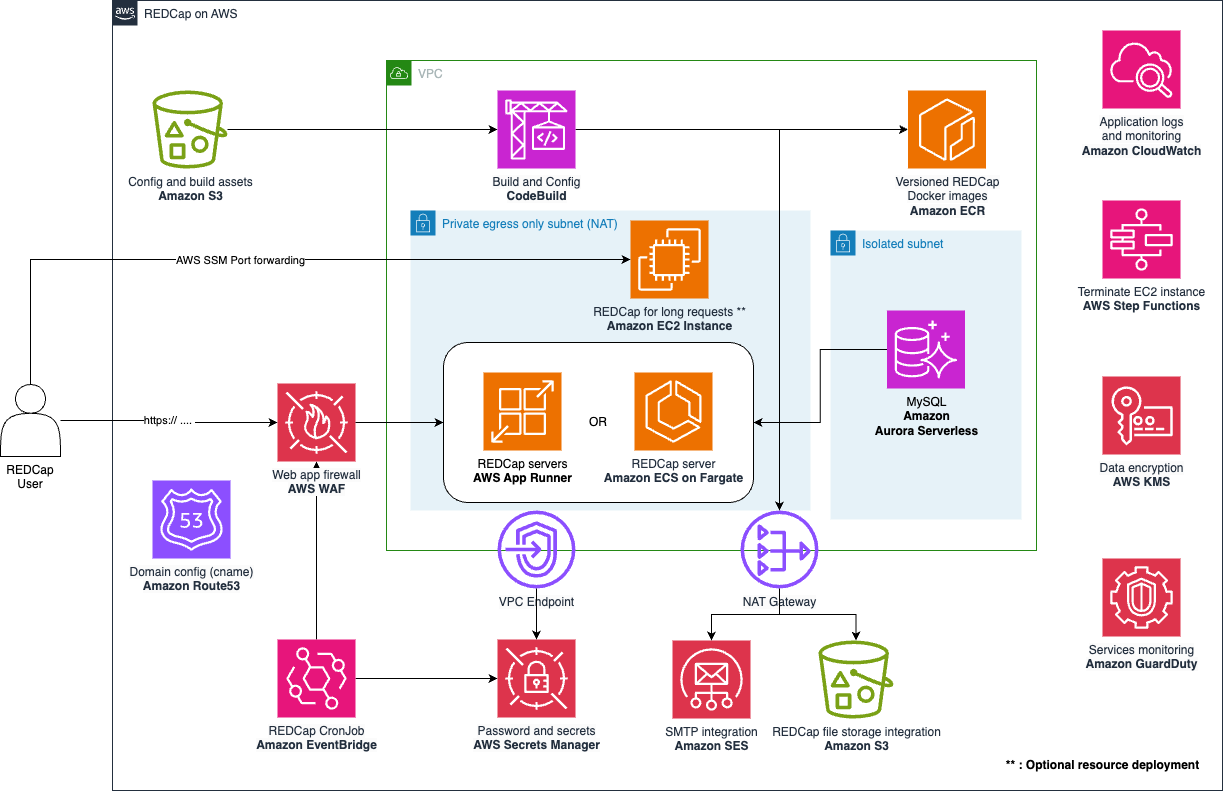 aws
REDCap on AWS
VPC
Config and build assets
Amazon S3
Build and Config
CodeBuild
Versioned REDCap
Docker images
Amazon ECR
Application logs
and monitoring
Amazon CloudWatch
Private egress only subnet (NAT)
Isolated subnet
AWS SSM Port forwarding
REDCap for long requests **
Amazon EC2 Instance
Terminate EC2 instance
AWS Step Functions
MySQL
Amazon
Aurora Serverless
https:// ....
OR
REDCap servers
AWS App Runner
REDCap server
Amazon ECS on Fargate
REDCap
User
Web app firewall
AWS WAF
Data encryption
AWS KMS
53
Domain config (cname)
Amazon Route53
VPC Endpoint
NAT Gateway
Services monitoring
Amazon GuardDuty
REDCap CronJob
Amazon EventBridge
Password and secrets
AWS Secrets Manager
SMTP integration
Amazon SES
REDCap file storage integration
Amazon S3
** : Optional resource deployment